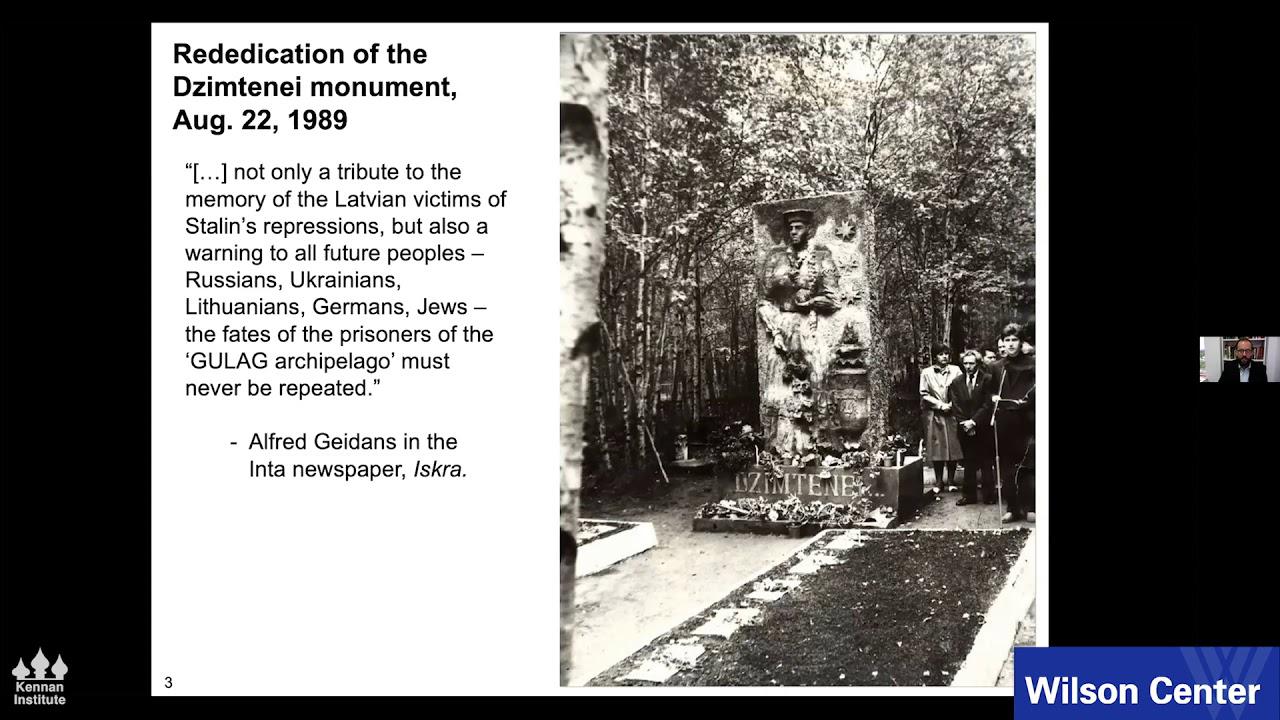 Rededication of the
Dzimtenei monument,
Aug. 22, 1989
“[…] not only a tribute to the
memory of the Latvian victims of
Stalin’s repressions, but also a
warning to all future peoples –
Russians, Ukrainians,
Lithuanians, Germans, Jews –
the fates of the prisoners of the
‘GULAG archipelago’ must
never be repeated.”
- Alfred Geidans in the
Inta newspaper, Iskra.
3
DZIMTENE
Kennan
Institute
Wilson Center